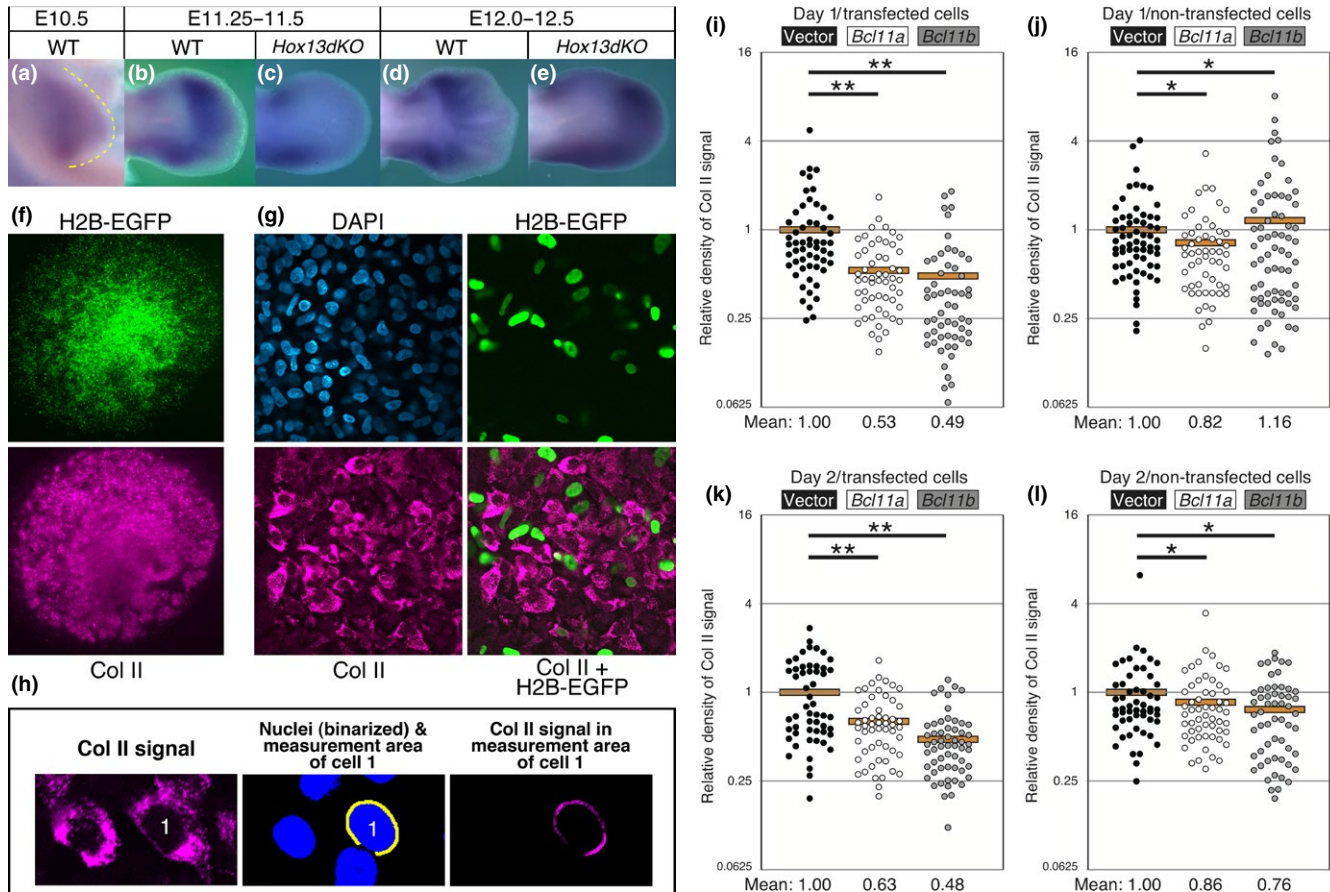 E10.5 E11.25–11.5 E12.0–12.5
WT WT Hox13dKO WT Hox13dKO
(a) (b) (c) (d) (e)
(f) H2B-EGFP (g) DAPI H2B-EGFP
Col II Col II Col II +
H2B-EGFP
(h)
Col II signal
Nuclei (binarized) &
measurement area
of cell 1
Col II signal in
measurement area
of cell 1
1 1
(i) Day 1/transfected cells
Vector Bcl11a Bcl11b
16
**
**
4
1
0.25
0.0625
Relative density of Col II signal
Mean: 1.00 0.53 0.49
(j) Day 1/non-transfected cells
Vector Bcl11a Bcl11b
16
*
*
4
1
0.25
0.0625
Relative density of Col II signal
Mean: 1.00 0.82 1.16
(k) Day 2/transfected cells
Vector Bcl11a Bcl11b
16
**
**
4
1
0.25
0.0625
Relative density of Col II signal
Mean: 1.00 0.63 0.48
(l) Day 2/non-transfected cells
Vector Bcl11a Bcl11b
16
*
*
4
1
0.25
0.0625
Relative density of Col II signal
Mean: 1.00 0.86 0.76